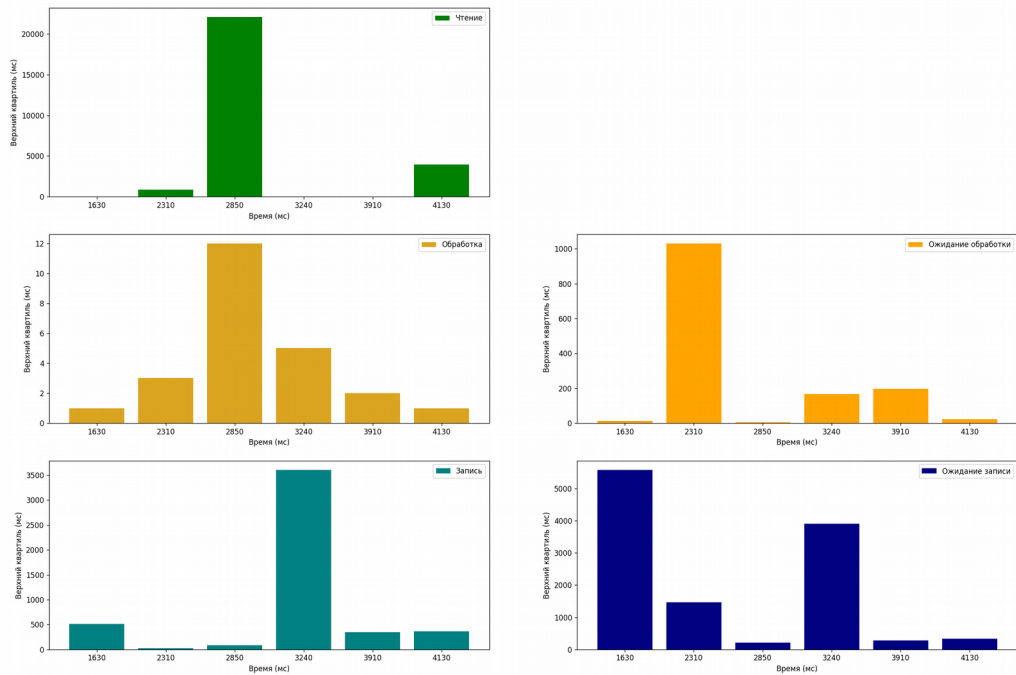 Чтение
20000
15000
10000
5000
0
Верхний квартиль (мс)
1630 2310 2850 3240 3910 4130
Время (мс)
Обработка
12
10
8
6
4
2
0
Верхний квартиль (мс)
1630 2310 2850 3240 3910 4130
Время (мс)
Ожидание обработки
1000
800
600
400
200
0
Верхний квартиль (мс)
1630 2310 2850 3240 3910 4130
Время (мс)
Запись
3500
3000
2500
2000
1500
1000
500
0
Верхний квартиль (мс)
1630 2310 2850 3240 3910 4130
Время (мс)
Ожидание записи
5000
4000
3000
2000
1000
0
Верхний квартиль (мс)
1630 2310 2850 3240 3910 4130
Время (мс)